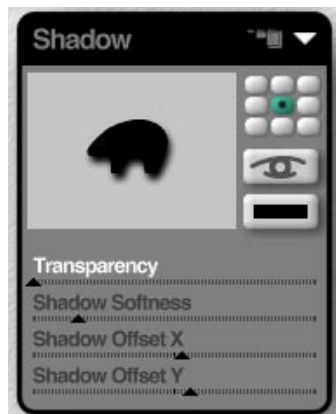 Shadow
Transparency
Shadow Softness
Shadow Offset X
Shadow Offset Y